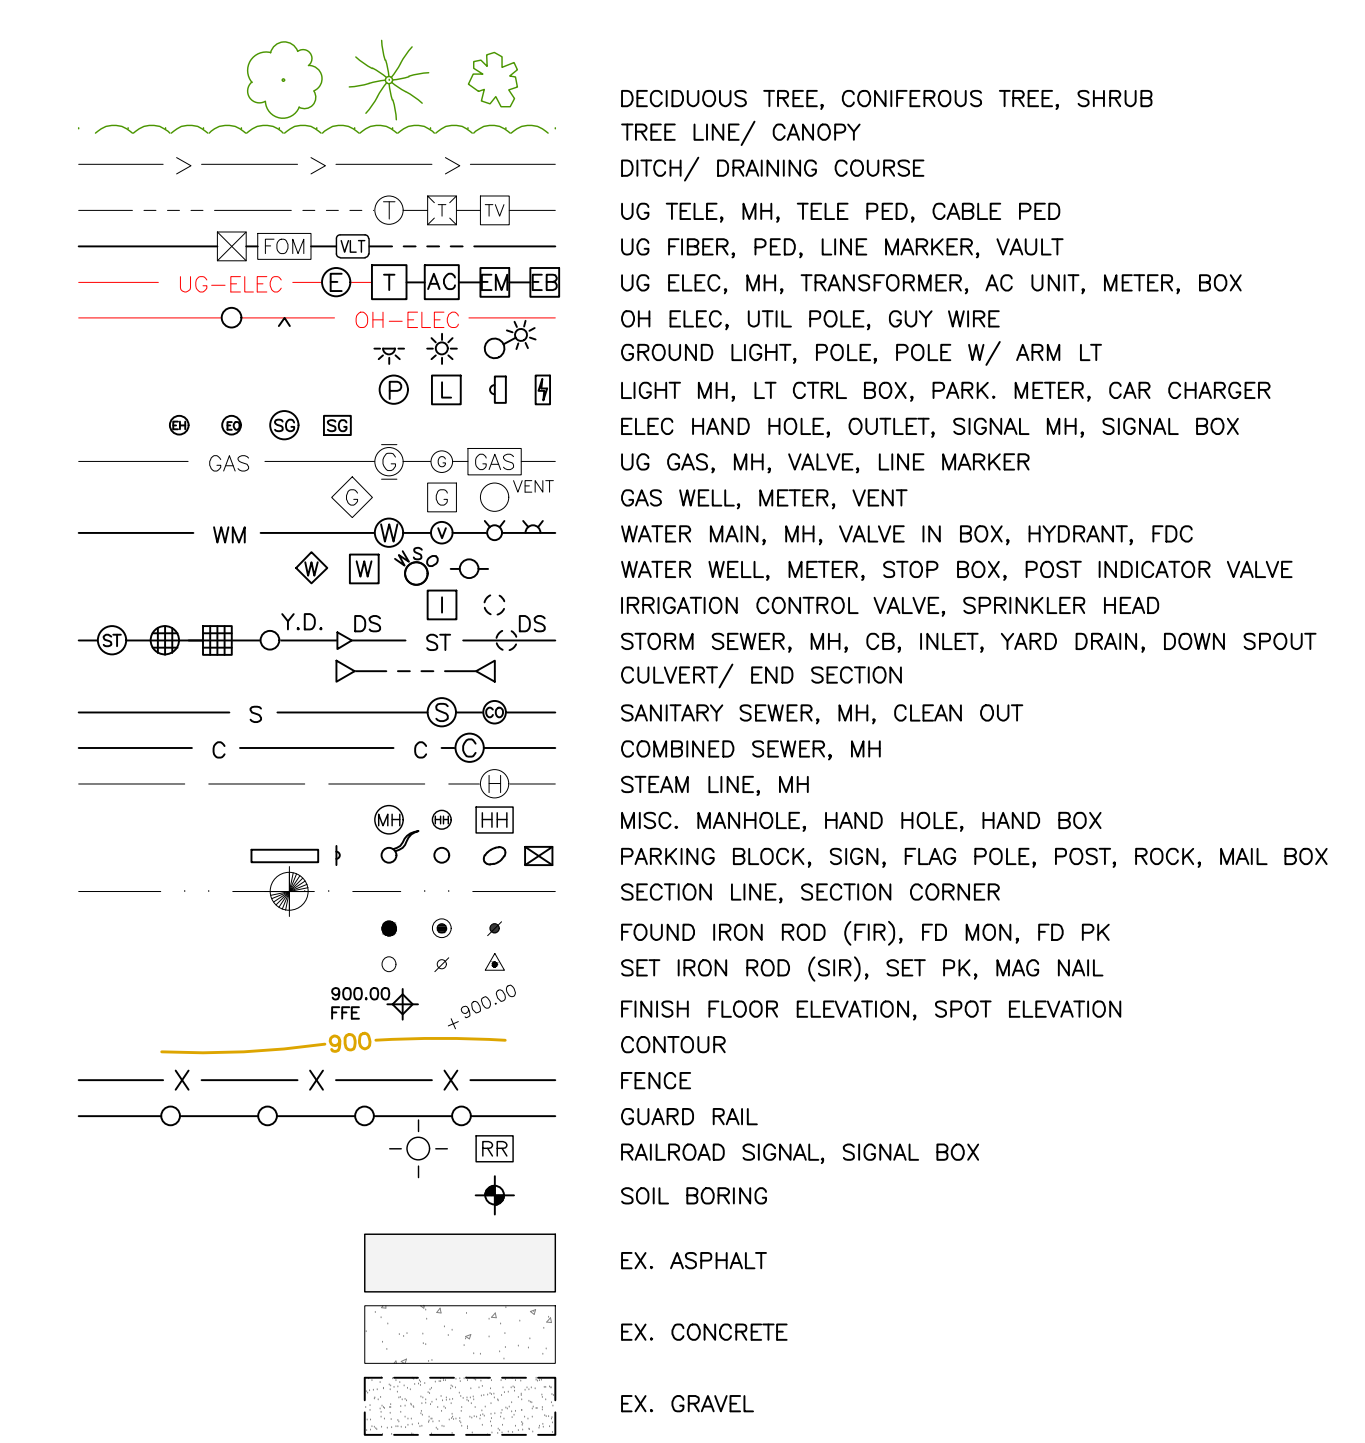 DECIDUOUS TREE, CONIFEROUS TREE, SHRUB
TREE LINE/ CANOPY
DITCH/ DRAINING COURSE
T T TV UG TELE, MH, TELE PED, CABLE PED
FOM VLT UG FIBER, PED, LINE MARKER, VAULT
UG-ELEC E T AC EM EB UG ELEC, MH, TRANSFORMER, AC UNIT, METER, BOX
OH-ELEC OH ELEC, UTIL POLE, GUY WIRE
GROUND LIGHT, POLE, POLE W/ ARM LT
P L LIGHT MH, LT CTRL BOX, PARK. METER, CAR CHARGER
EH EO SG SG ELEC HAND HOLE, OUTLET, SIGNAL MH, SIGNAL BOX
GAS G G GAS UG GAS, MH, VALVE, LINE MARKER
G G VENT GAS WELL, METER, VENT
WM W V WATER MAIN, MH, VALVE IN BOX, HYDRANT, FDC
W W WSO WATER WELL, METER, STOP BOX, POST INDICATOR VALVE
I IRRIGATION CONTROL VALVE, SPRINKLER HEAD
ST Y.D. DS ST DS STORM SEWER, MH, CB, INLET, YARD DRAIN, DOWN SPOUT
CULVERT/ END SECTION
S S CO SANITARY SEWER, MH, CLEAN OUT
C C C COMBINED SEWER, MH
H STEAM LINE, MH
MH HH HH MISC. MANHOLE, HAND HOLE, HAND BOX
PARKING BLOCK, SIGN, FLAG POLE, POST, ROCK, MAIL BOX
SECTION LINE, SECTION CORNER
FOUND IRON ROD (FIR), FD MON, FD PK
SET IRON ROD (SIR), SET PK, MAG NAIL
900.00
FFE
+900.00 FINISH FLOOR ELEVATION, SPOT ELEVATION
900 CONTOUR
X X X FENCE
GUARD RAIL
RR RAILROAD SIGNAL, SIGNAL BOX
SOIL BORING
EX. ASPHALT
EX. CONCRETE
EX. GRAVEL